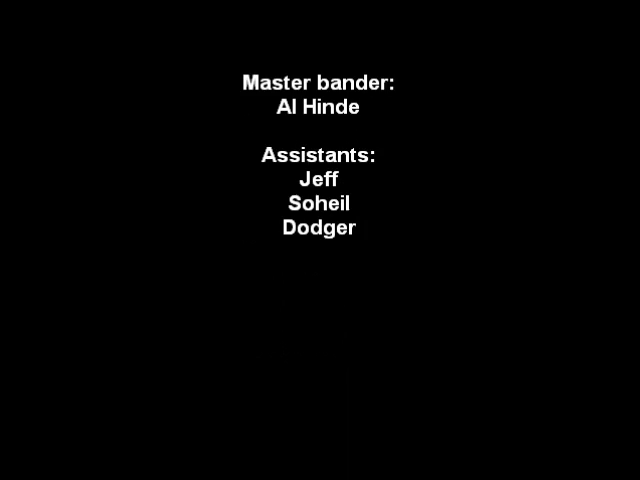 Master bander:
Al Hinde
Assistants:
Jeff
Soheil
Dodger